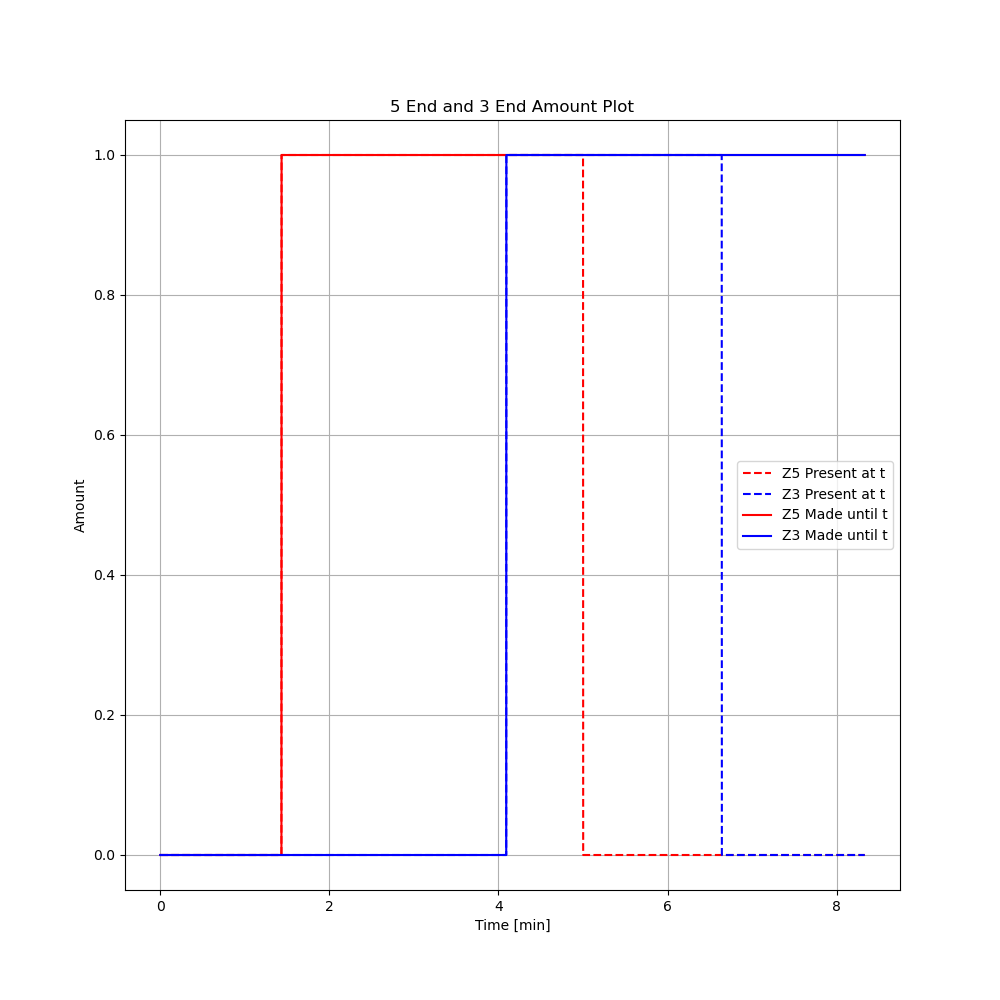 5 End and 3 End Amount Plot
1.0
0.8
0.6
0.4
0.2
0.0
Amount
Z5 Present at t
Z3 Present at t
Z5 Made until t
Z3 Made until t
0 2 4 6 8
Time [min]